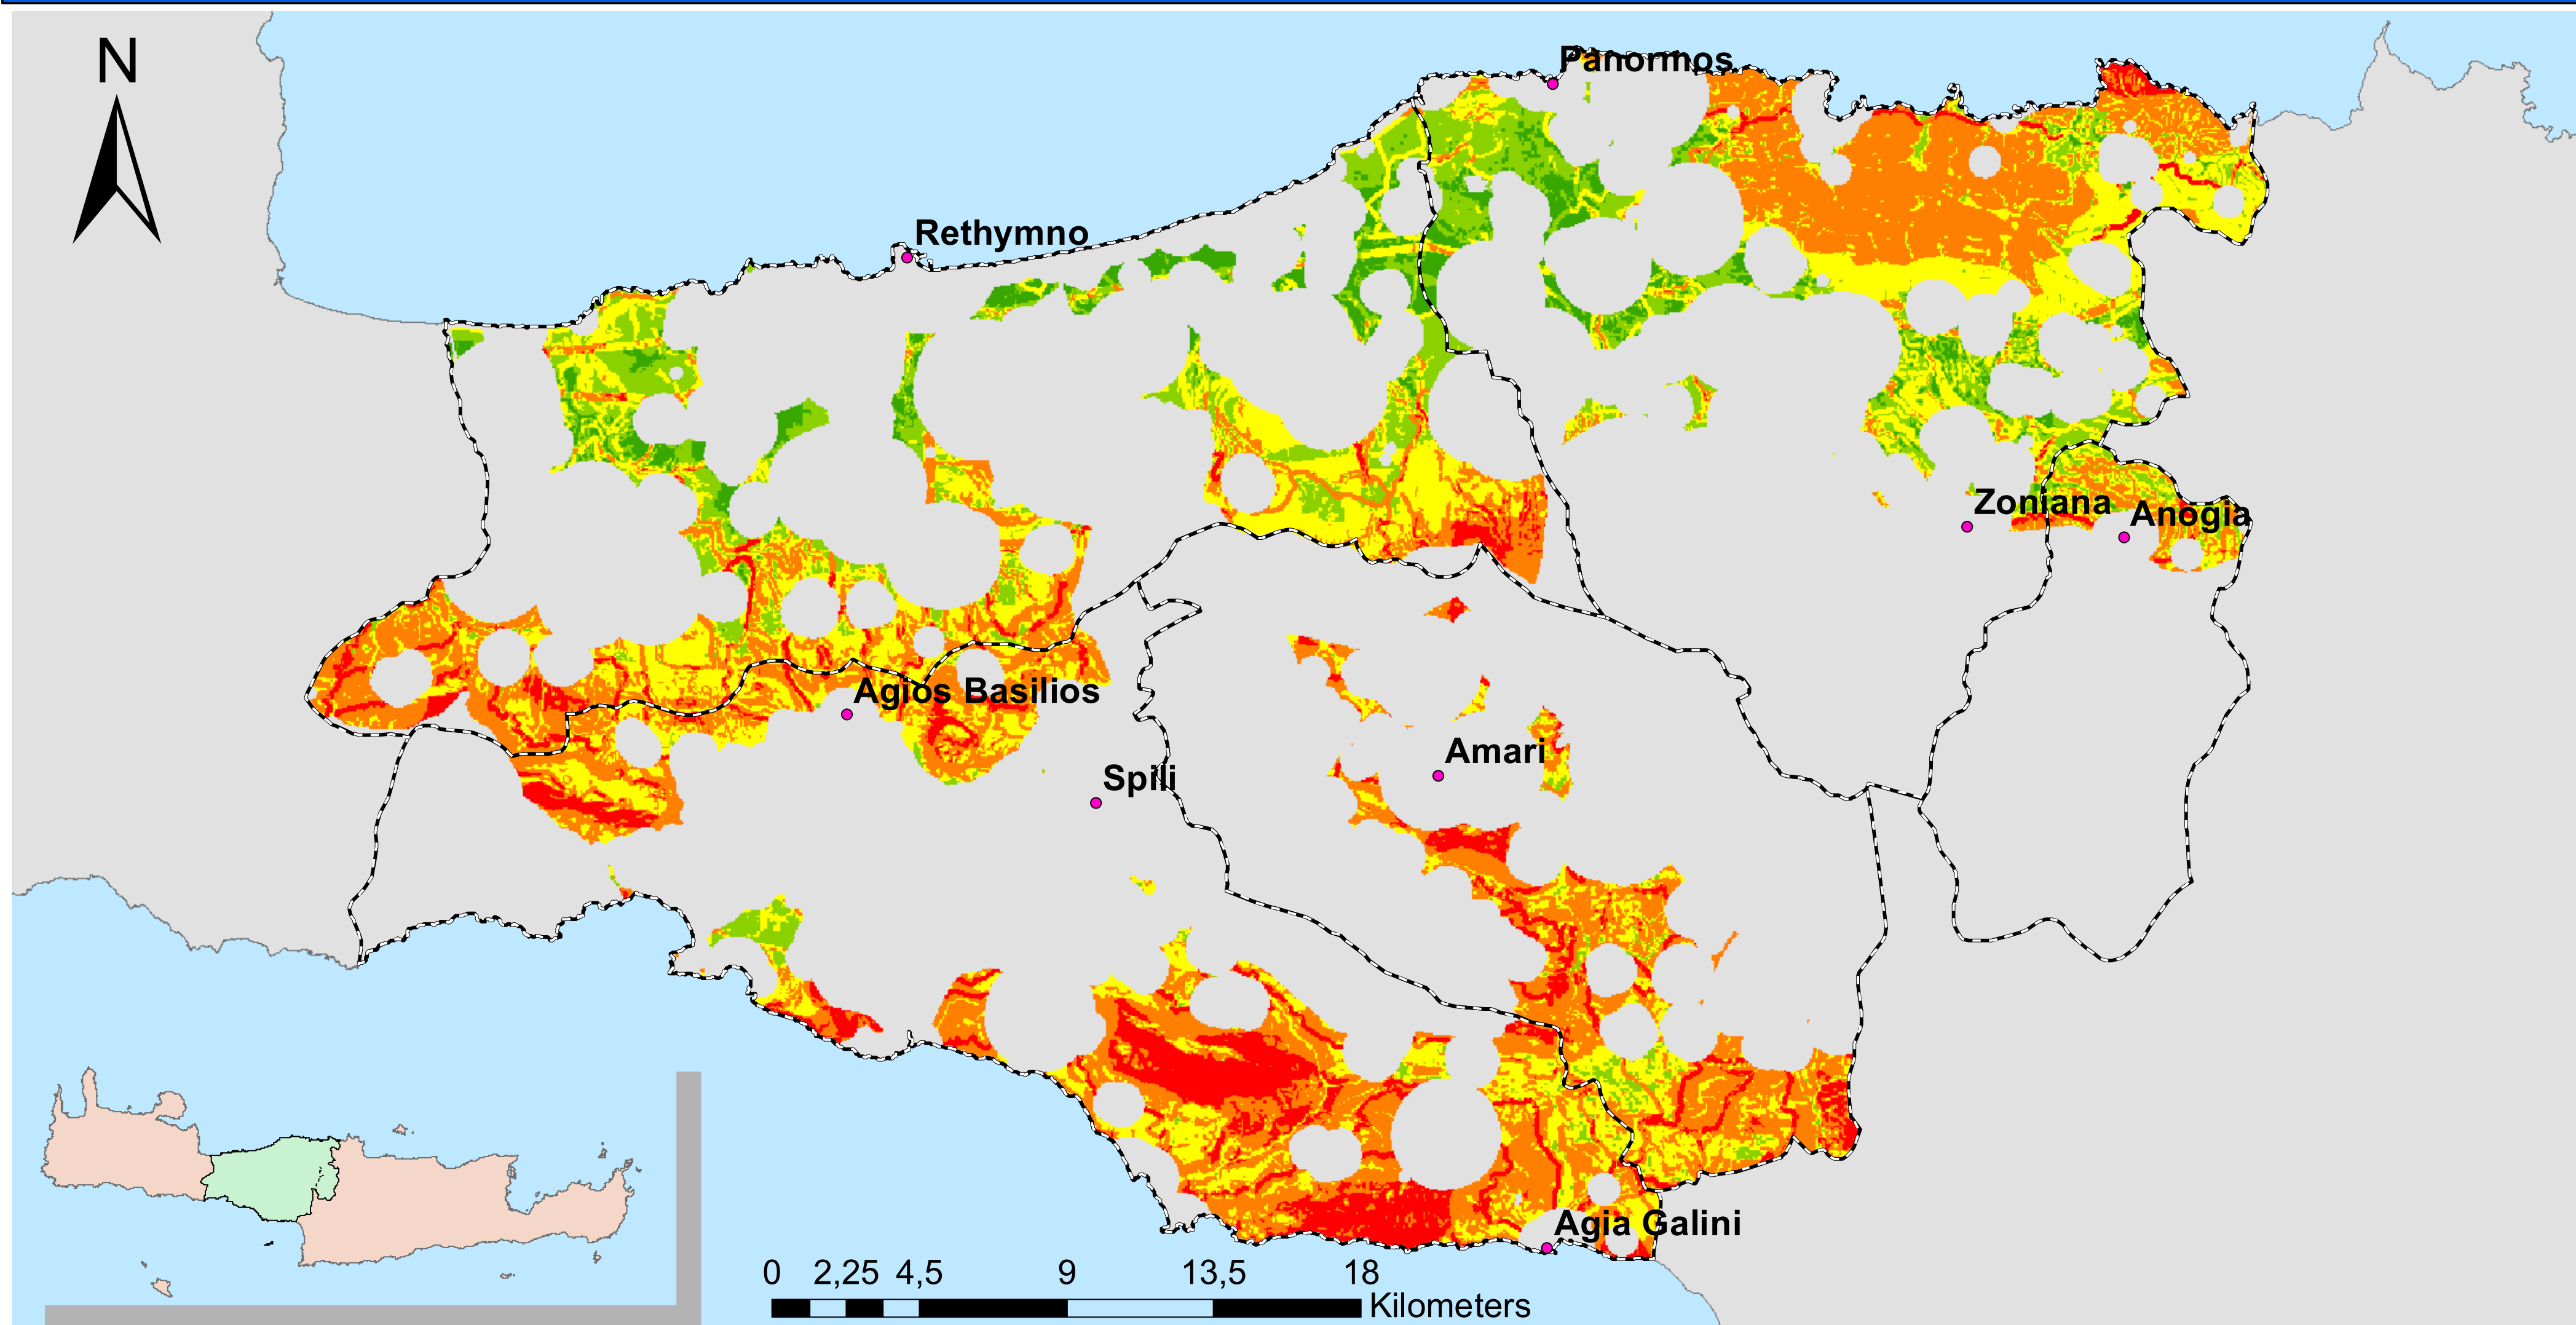 N
Panormos
Rethymno
Zoniana
Anogia
Agios Basilios
Amari
Spili
Agia Galini
0 2,25 4,5 9 13,5 18
Kilometers